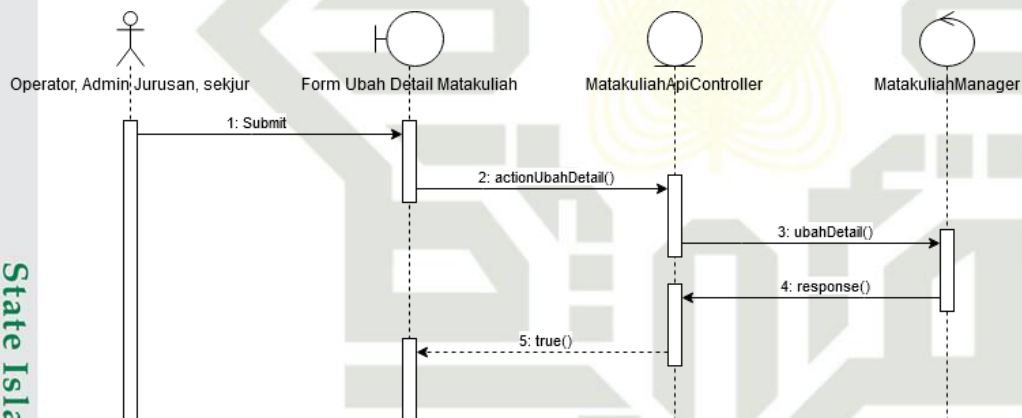 Operator, Admin Jurusan, sekjur
Form Ubah Detail Matakuliah
MatakuliahApiController
MatakuliahManager
1: Submit
2: actionUbahDetail()
3: ubahDetail()
4: response()
5: true()
State Isla